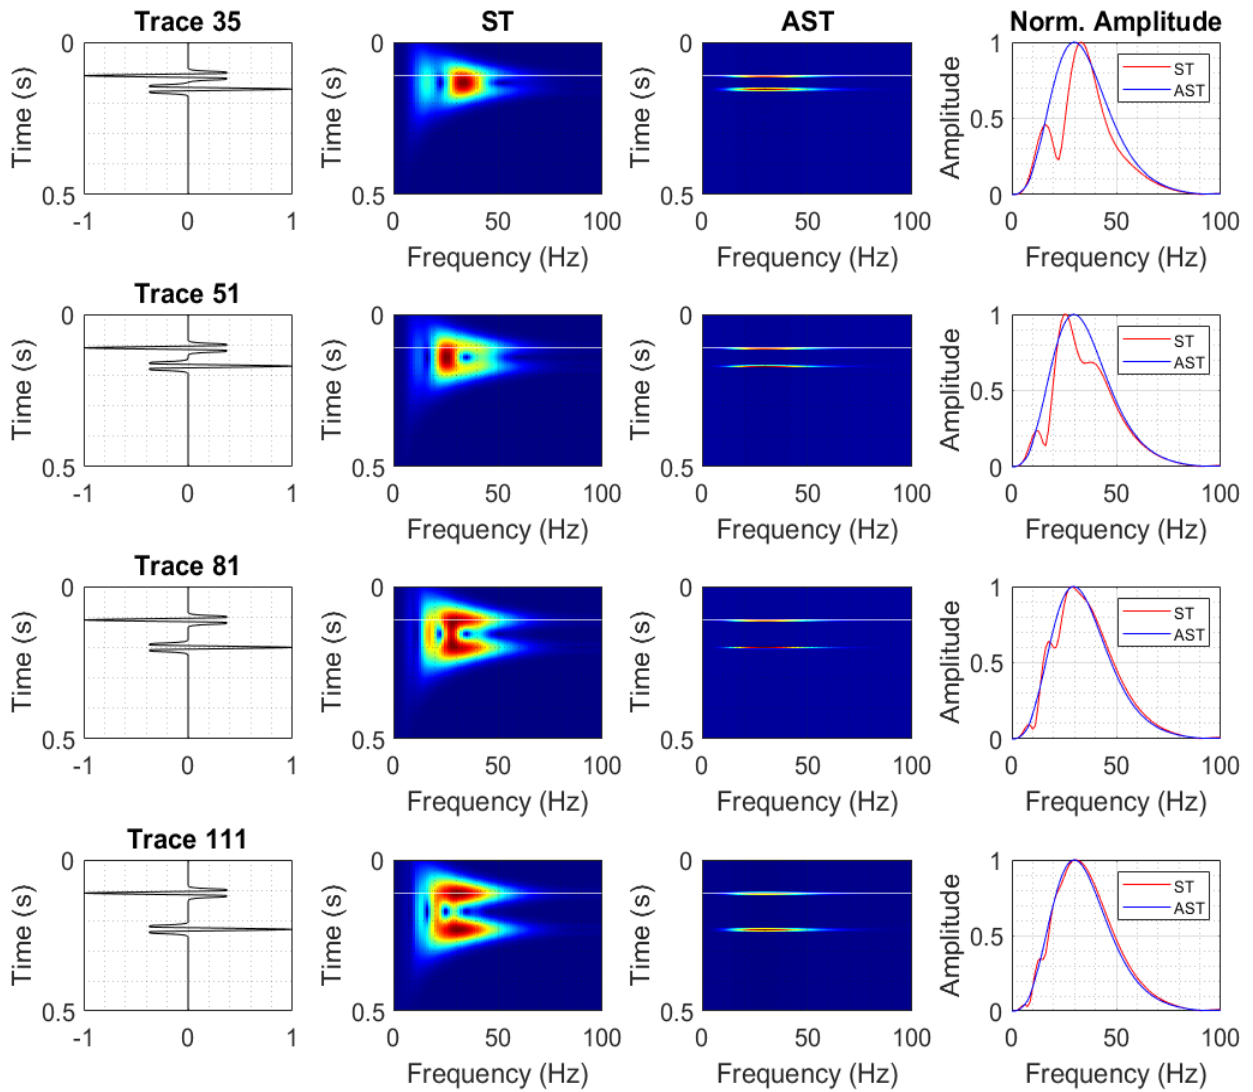 Trace 35 ST AST Norm. Amplitude
0 0 0 1 ST
AST
Time (s) Time (s) Time (s) Amplitude 0.5
0.5 0.5 0.5 0
-1 0 1 0 50 100 0 50 100 0 50 100
Frequency (Hz) Frequency (Hz) Frequency (Hz)
Trace 51
0 0 0 1 ST
AST
Time (s) Time (s) Time (s) Amplitude 0.5
0.5 0.5 0.5 0
-1 0 1 0 50 100 0 50 100 0 50 100
Frequency (Hz) Frequency (Hz) Frequency (Hz)
Trace 81
0 0 0 1 ST
AST
Time (s) Time (s) Time (s) Amplitude 0.5
0.5 0.5 0.5 0
-1 0 1 0 50 100 0 50 100 0 50 100
Frequency (Hz) Frequency (Hz) Frequency (Hz)
Trace 111
0 0 0 1 ST
AST
Time (s) Time (s) Time (s) Amplitude 0.5
0.5 0.5 0.5 0
-1 0 1 0 50 100 0 50 100 0 50 100
Frequency (Hz) Frequency (Hz) Frequency (Hz)